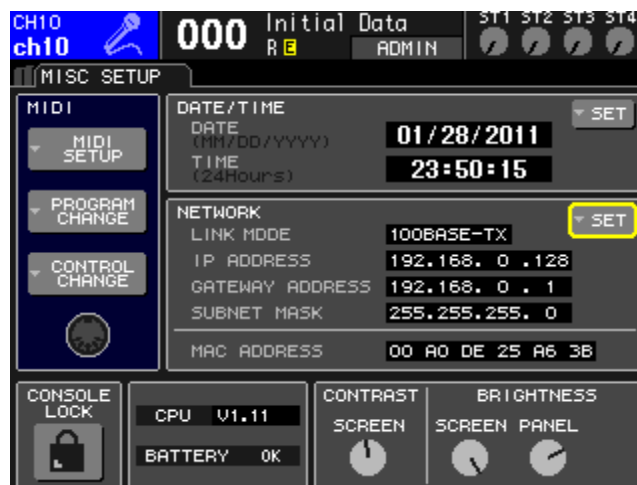 CH10
ch10
000
Initial Data
R E ADMIN
ST1 ST2 ST3 ST4
MISC SETUP
MIDI
MIDI SETUP
PROGRAM CHANGE
CONTROL CHANGE
DATE/TIME
SET
DATE
(MM/DD/YYYY)
01/28/2011
TIME
(24Hours)
23:50:15
NETWORK
SET
LINK MODE 100BASE-TX
IP ADDRESS 192.168. 0 .128
GATEWAY ADDRESS 192.168. 0 . 1
SUBNET MASK 255.255.255. 0
MAC ADDRESS 00 A0 DE 25 A6 3B
CONSOLE LOCK
CPU V1.11
BATTERY OK
CONTRAST
SCREEN
BRIGHTNESS
SCREEN PANEL